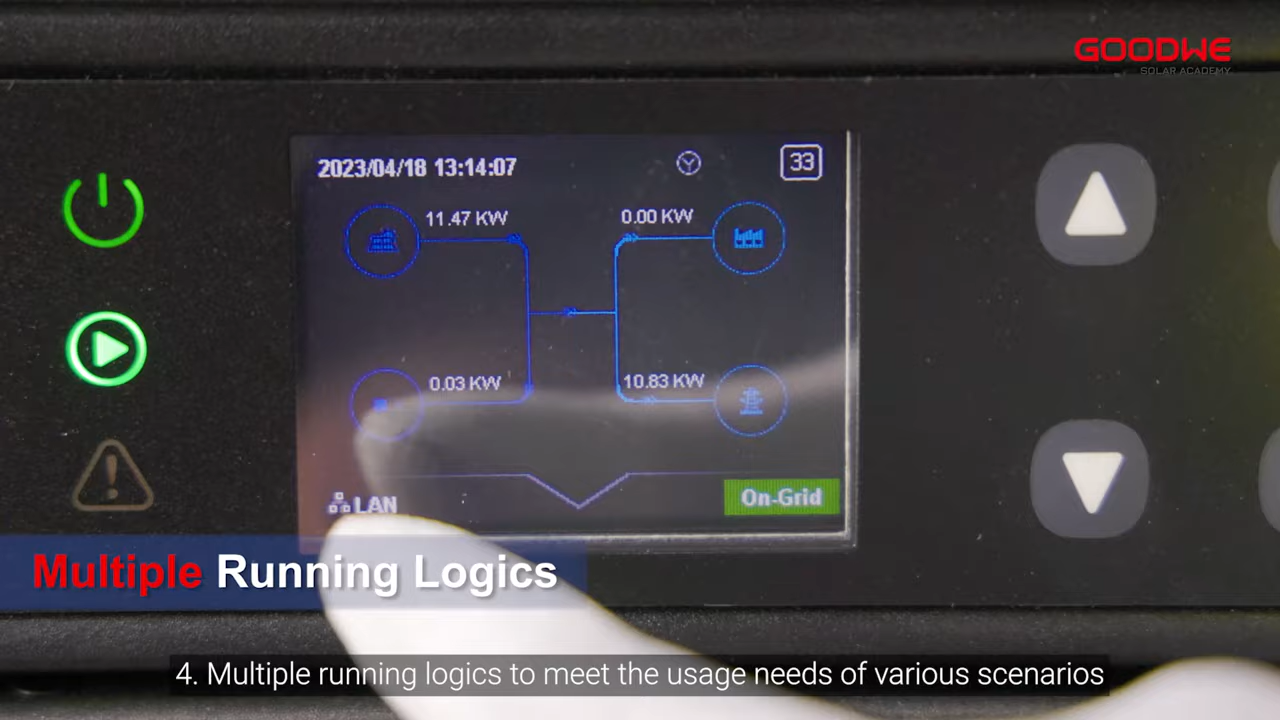 GOODWE
SOLAR ACADEMY
2023/04/18 13:14:07
33
11.47 KW
0.00 KW
0.03 KW
10.83 KW
LAN
On-Grid
Multiple Running Logics
4. Multiple running logics to meet the usage needs of various scenarios